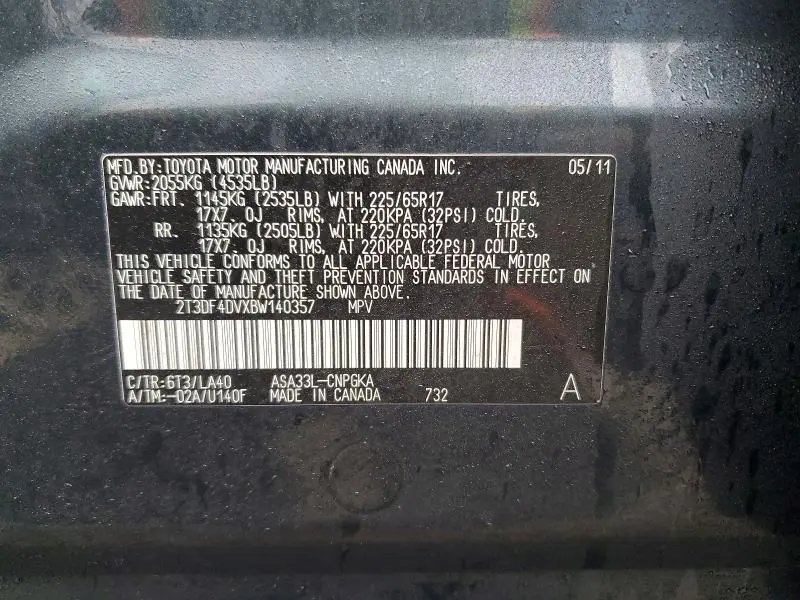 MFD.BY:TOYOTA MOTOR MANUFACTURING CANADA INC. 05/11
GVWR:2055KG (4535LB)
GAWR:FRT. 1145KG (2535LB) WITH 225/65R17 TIRES,
17X7. 0J RIMS, AT 220KPA (32PSI) COLD.
RR. 1135KG (2505LB) WITH 225/65R17 TIRES,
17X7. 0J RIMS, AT 220KPA (32PSI) COLD.
THIS VEHICLE CONFORMS TO ALL APPLICABLE FEDERAL MOTOR
VEHICLE SAFETY AND THEFT PREVENTION STANDARDS IN EFFECT ON
THE DATE OF MANUFACTURE SHOWN ABOVE.
2T3DF4DVXBW140357 MPV
C/TR:6T3/LA40 ASA33L-CNPGKA
A/TM:-02A/U140F MADE IN CANADA 732 A